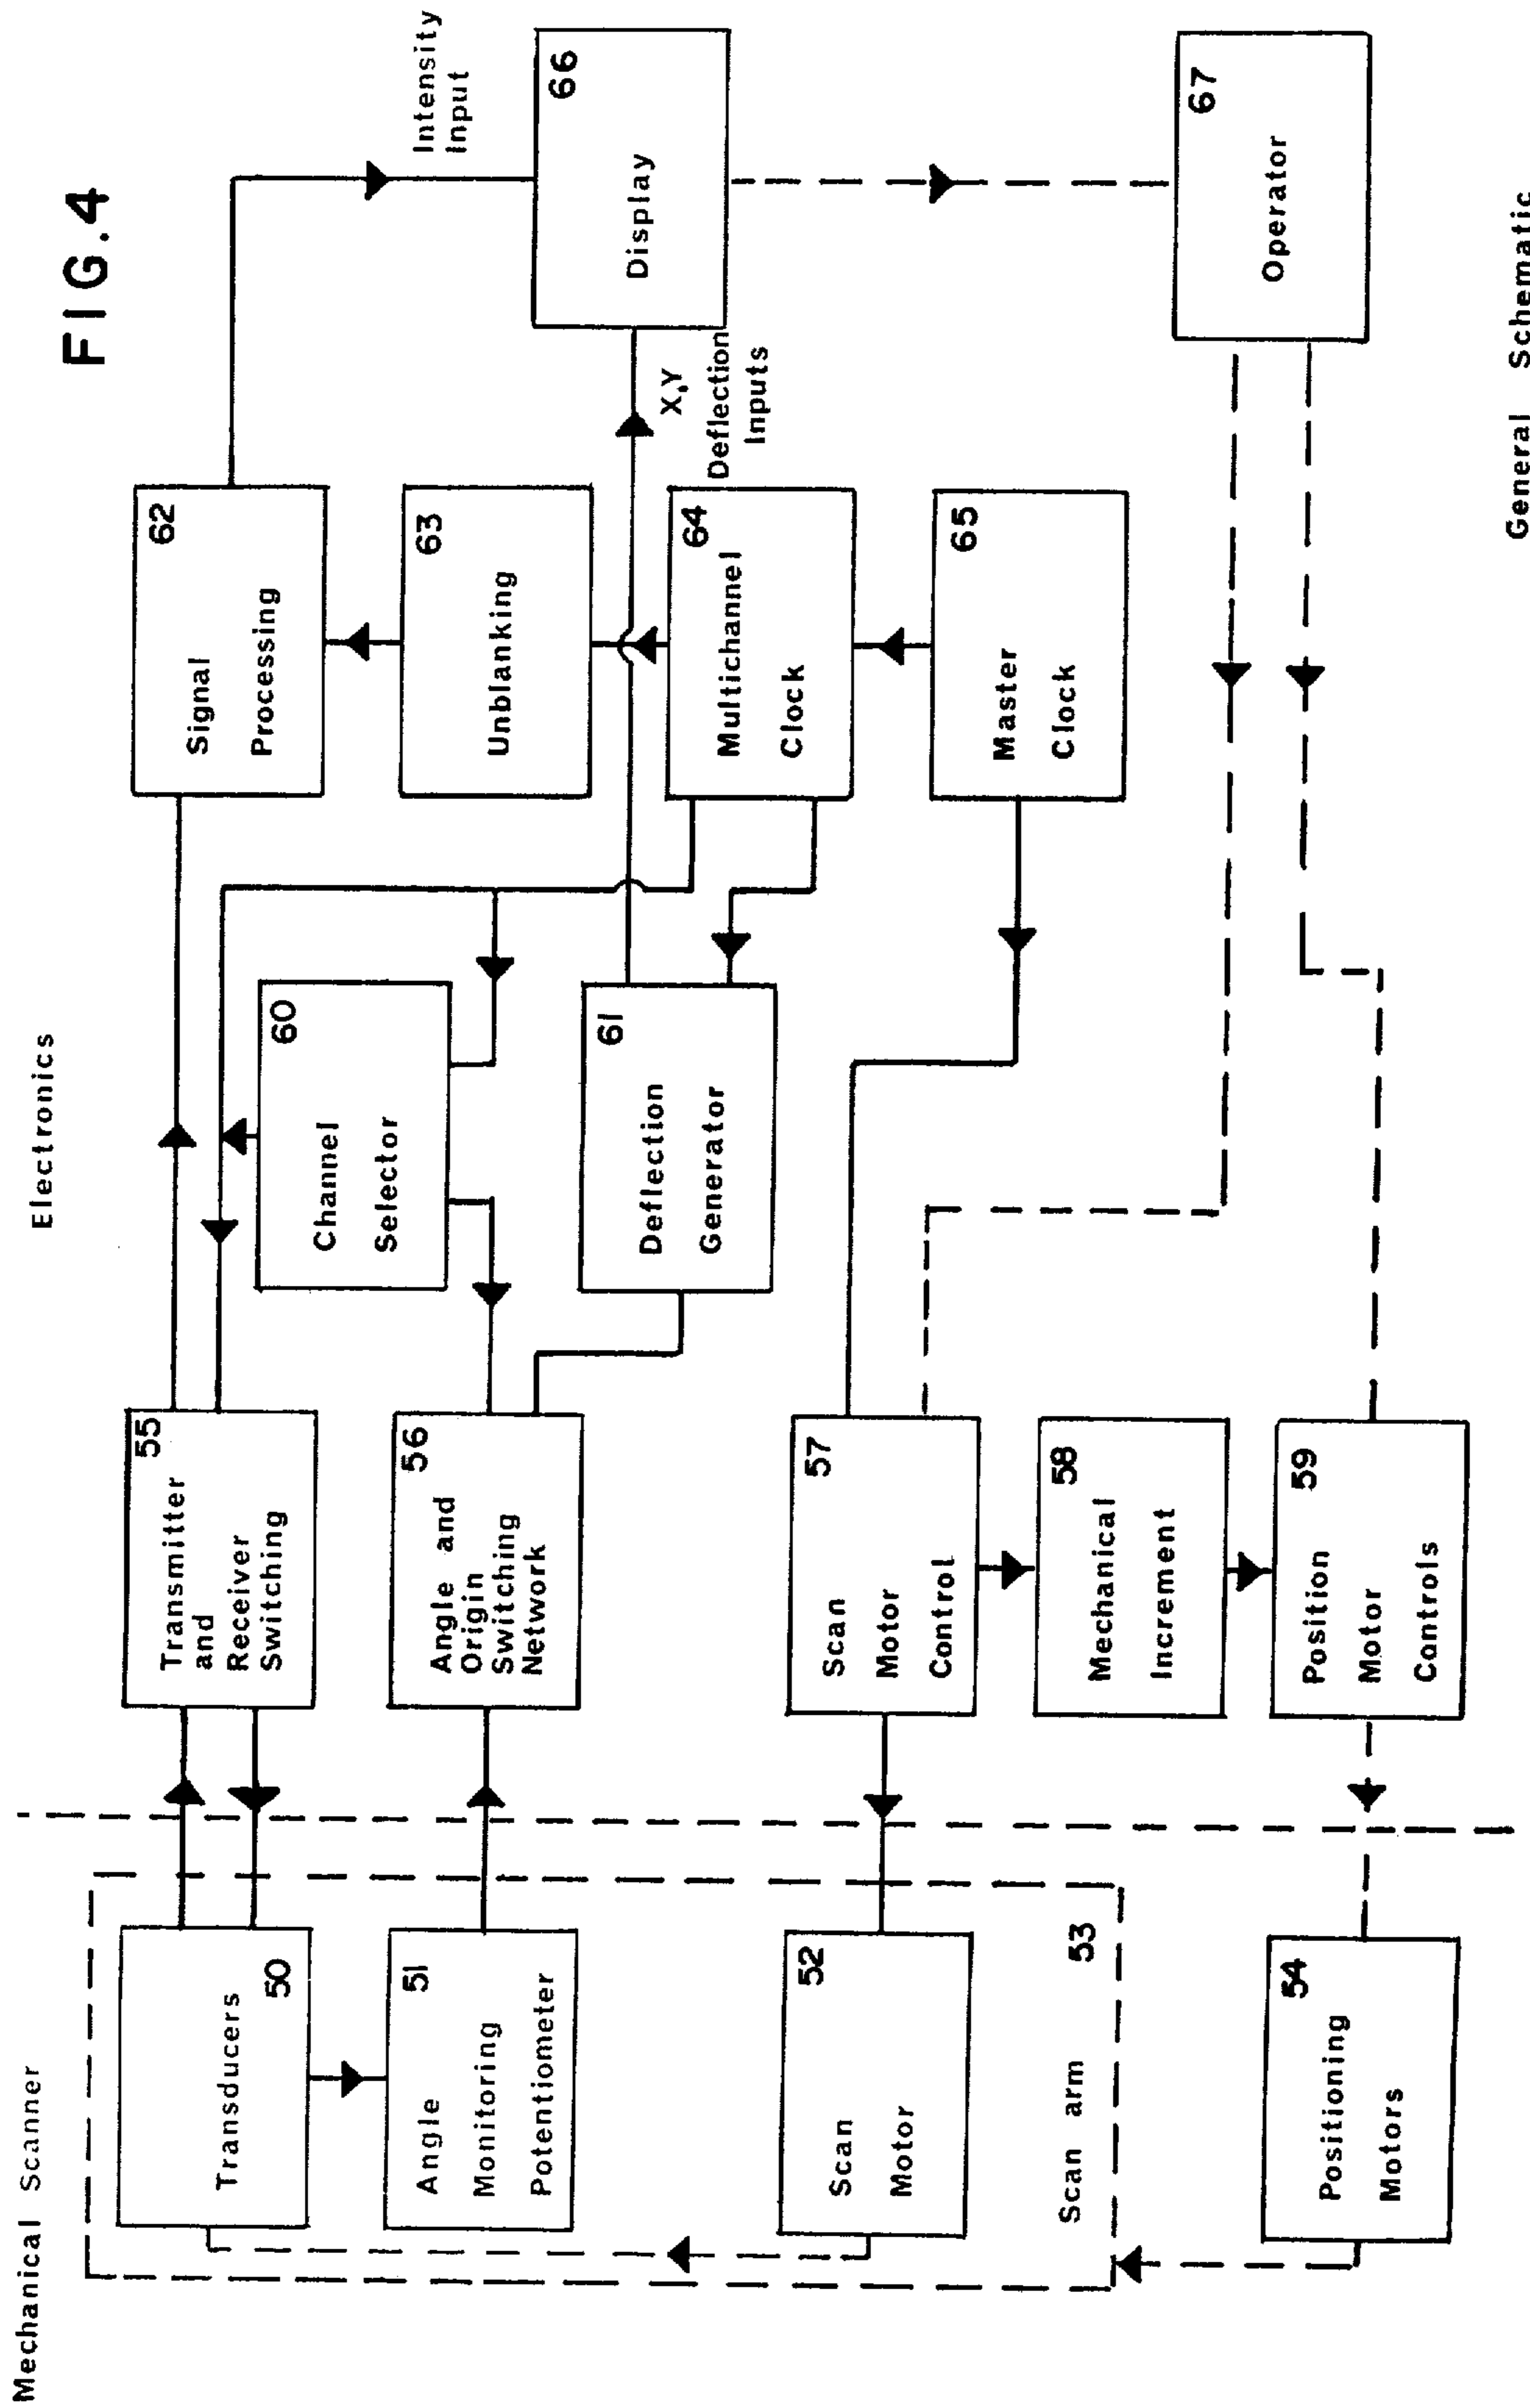 FIG.4
Mechanical Scanner
Electronics
Transducers
50
51
Angle
Monitoring
Potentiometer
52
Scan
Motor
Scan arm
53
54
Positioning
Motors
55
Transmitter
and
Receiver
Switching
56
Angle and
Origin
Switching
Network
57
Scan
Motor
Control
58
Mechanical
Increment
59
Position
Motor
Controls
60
Channel
Selector
61
Deflection
Generator
62
Signal
Processing
63
Unblanking
64
Multichannel
Clock
65
Master
Clock
Intensity
Input
X,Y
Deflection
Inputs
66
Display
67
Operator
General Schematic